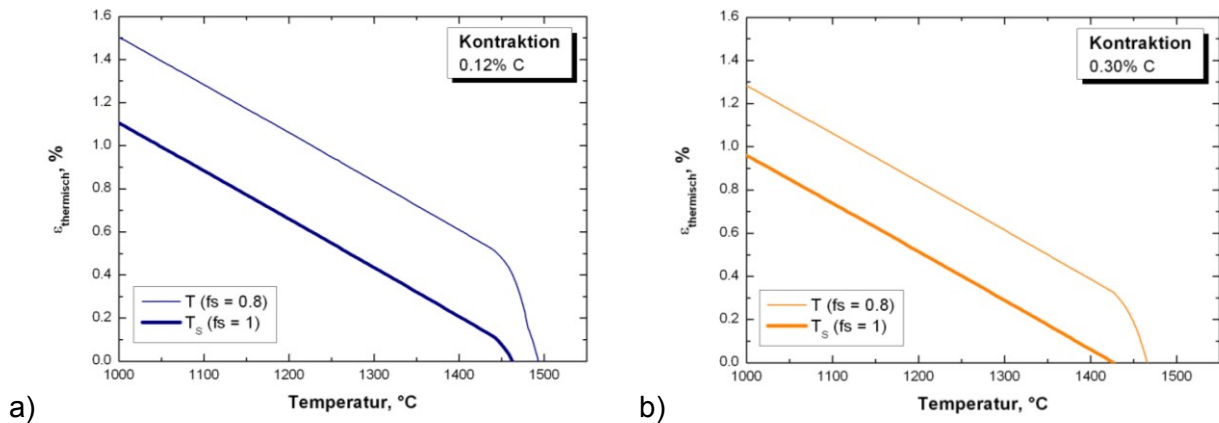 1.6
1.4
1.2
1.0
0.8
0.6
0.4
0.2
0.0
εthermisch, %
Kontraktion
0.12% C
T (fs = 0.8)
TS (fs = 1)
1000 1100 1200 1300 1400 1500
Temperatur, °C
a)
1.6
1.4
1.2
1.0
0.8
0.6
0.4
0.2
0.0
εthermisch, %
Kontraktion
0.30% C
T (fs = 0.8)
TS (fs = 1)
1000 1100 1200 1300 1400 1500
Temperatur, °C
b)